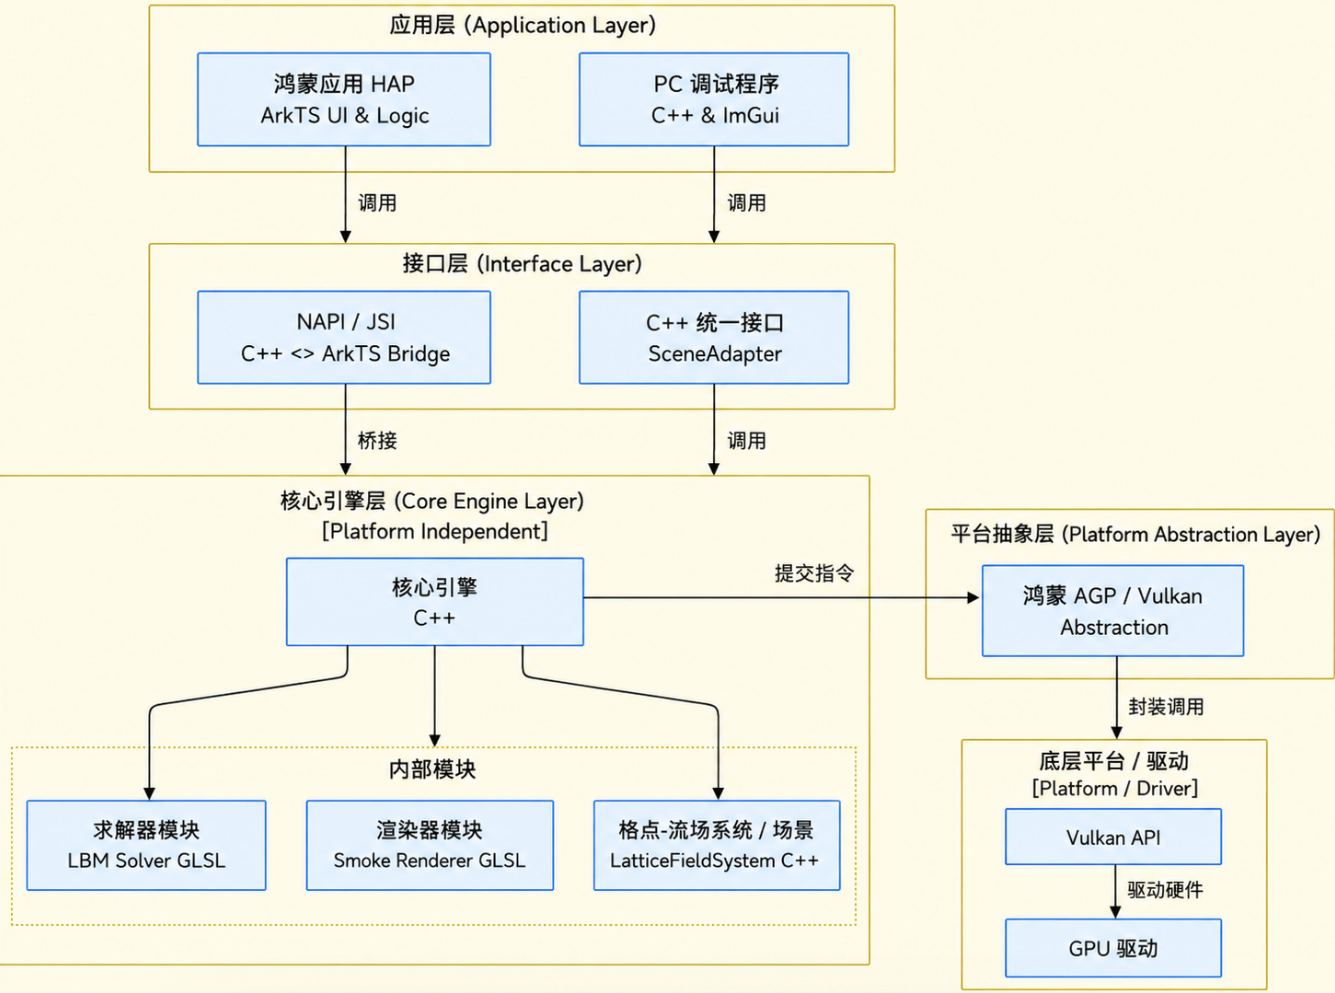 应用层 (Application Layer)
鸿蒙应用 HAP
ArkTS UI & Logic
PC 调试程序
C++ & ImGui
调用
调用
接口层 (Interface Layer)
NAPI / JSI
C++ <> ArkTS Bridge
C++ 统一接口
SceneAdapter
桥接
调用
核心引擎层 (Core Engine Layer)
[Platform Independent]
核心引擎
C++
提交指令
平台抽象层 (Platform Abstraction Layer)
鸿蒙 AGP / Vulkan
Abstraction
封装调用
内部模块
求解器模块
LBM Solver GLSL
渲染器模块
Smoke Renderer GLSL
格点-流场系统 / 场景
LatticeFieldSystem C++
底层平台 / 驱动
[Platform / Driver]
Vulkan API
驱动硬件
GPU 驱动